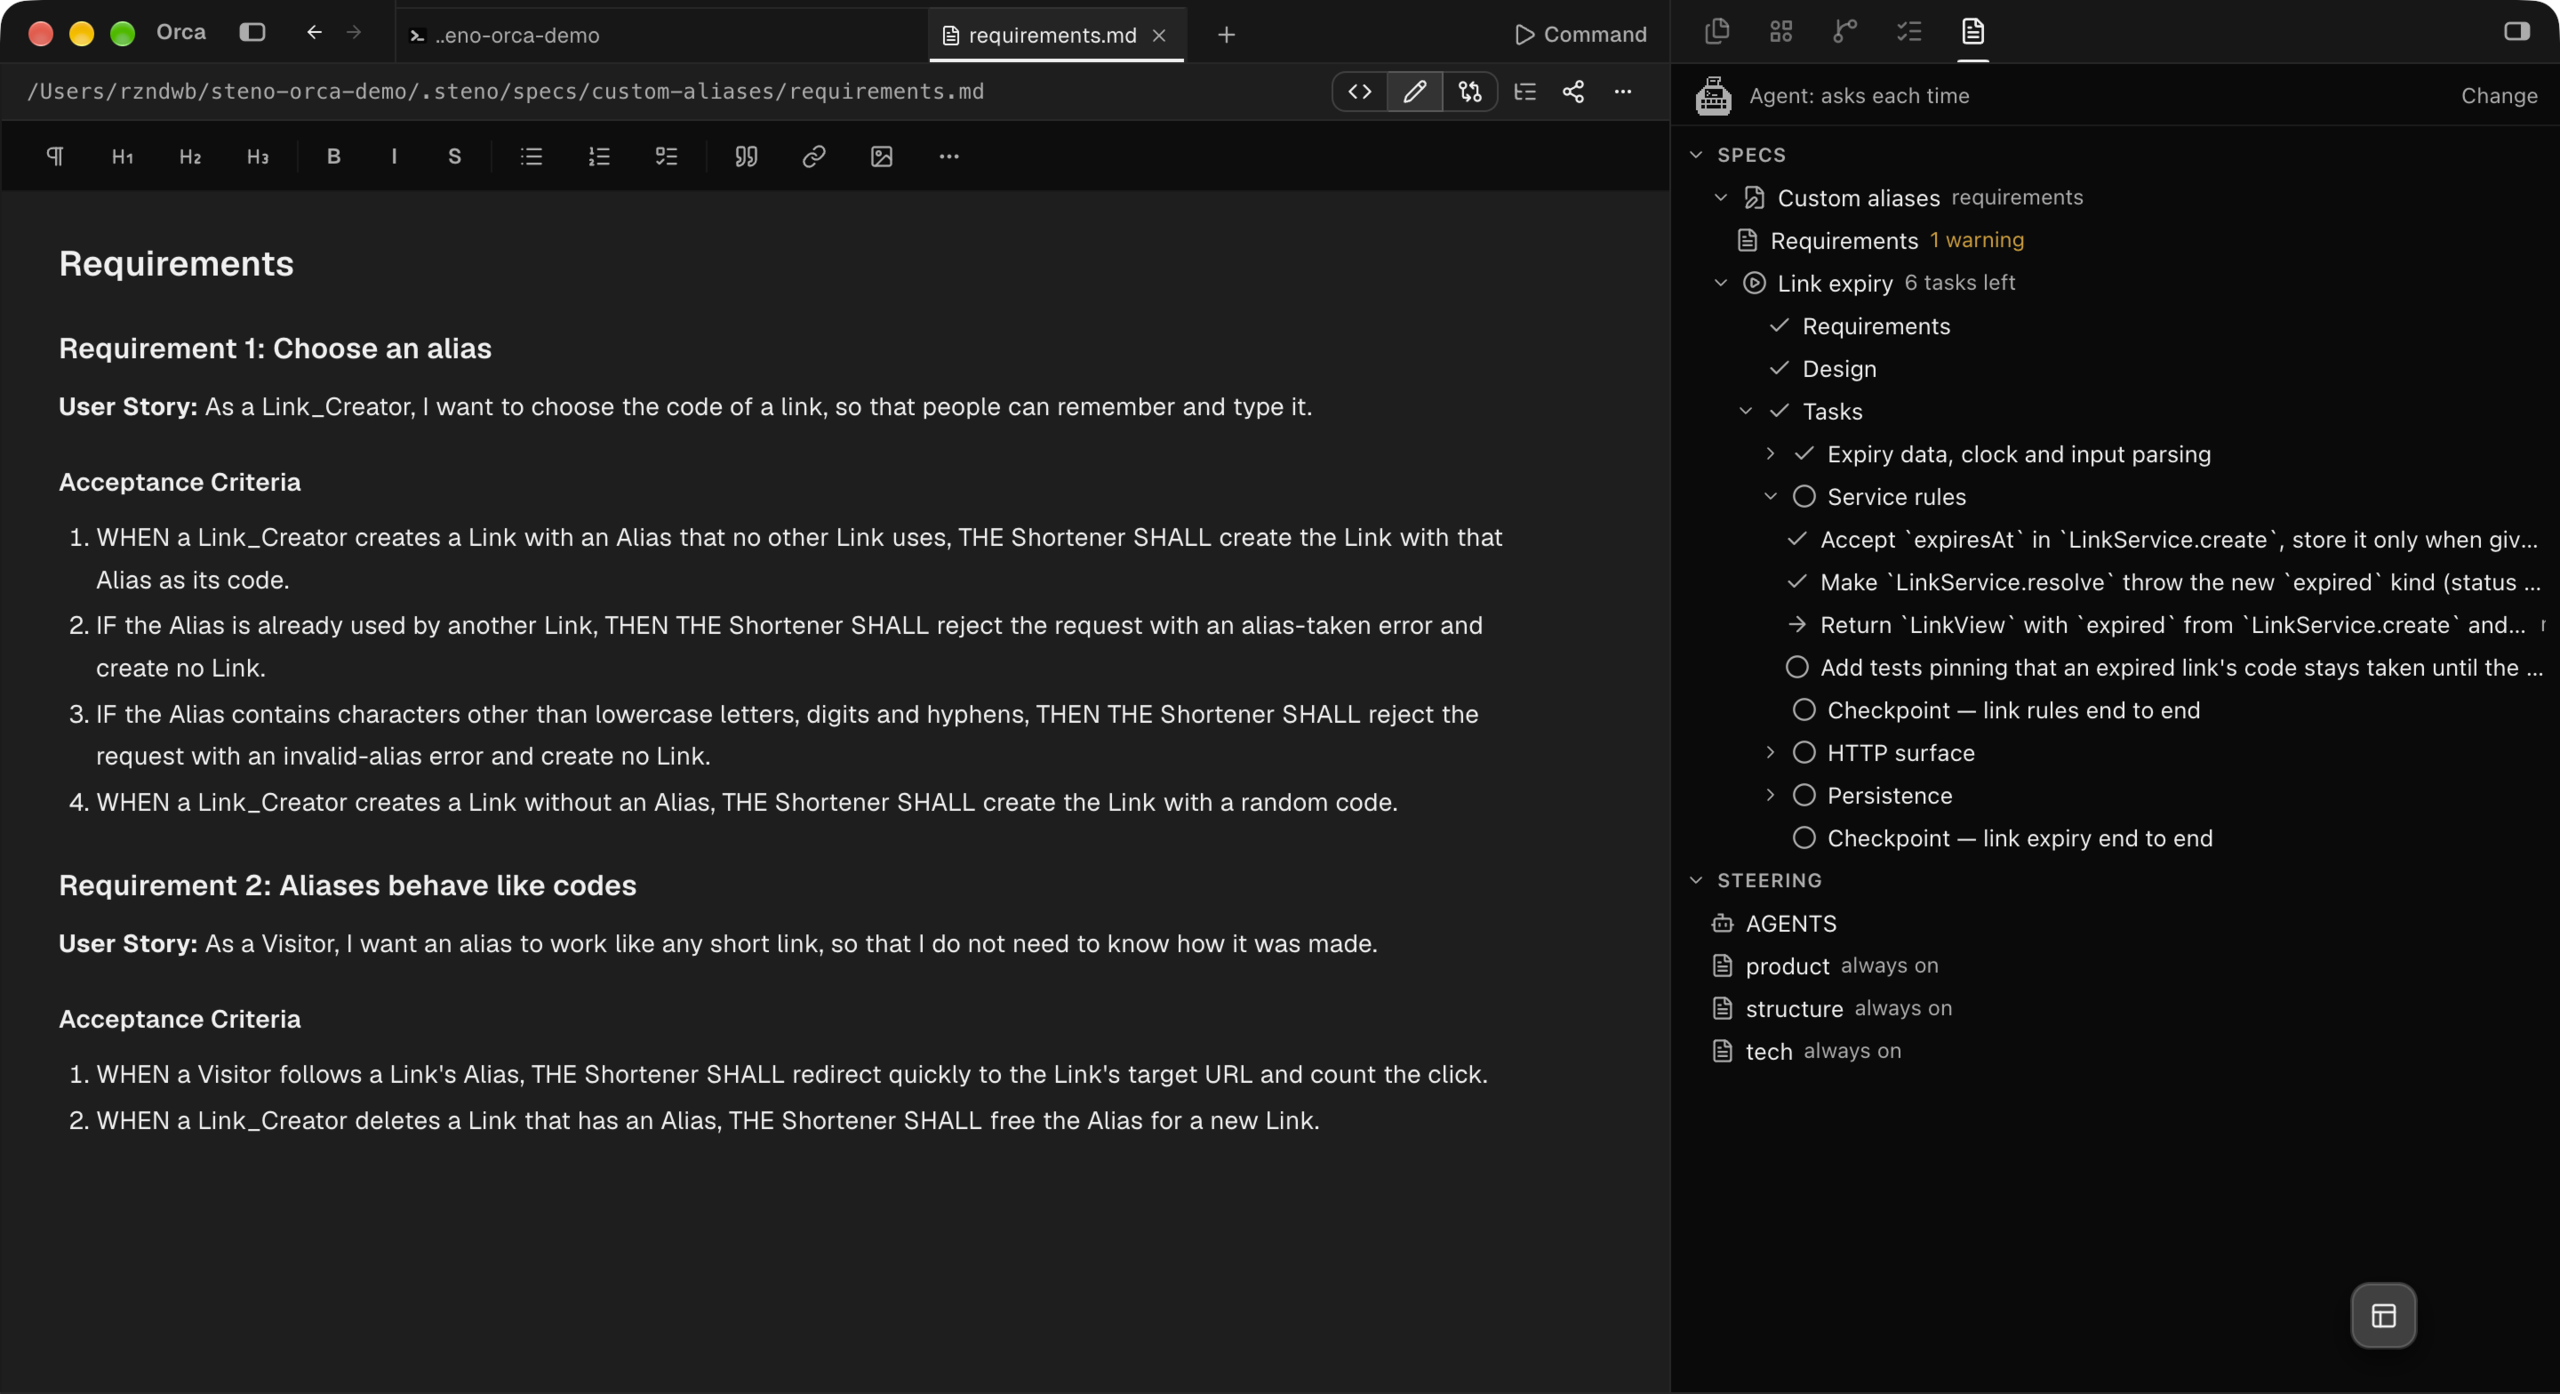 Orca
..eno-orca-demo
requirements.md
Command
/Users/rzndwb/steno-orca-demo/.steno/specs/custom-aliases/requirements.md
H1 H2 H3 B I S
Requirements
Requirement 1: Choose an alias
User Story: As a Link_Creator, I want to choose the code of a link, so that people can remember and type it.
Acceptance Criteria
1. WHEN a Link_Creator creates a Link with an Alias that no other Link uses, THE Shortener SHALL create the Link with that
Alias as its code.
2. IF the Alias is already used by another Link, THEN THE Shortener SHALL reject the request with an alias-taken error and
create no Link.
3. IF the Alias contains characters other than lowercase letters, digits and hyphens, THEN THE Shortener SHALL reject the
request with an invalid-alias error and create no Link.
4. WHEN a Link_Creator creates a Link without an Alias, THE Shortener SHALL create the Link with a random code.
Requirement 2: Aliases behave like codes
User Story: As a Visitor, I want an alias to work like any short link, so that I do not need to know how it was made.
Acceptance Criteria
1. WHEN a Visitor follows a Link's Alias, THE Shortener SHALL redirect quickly to the Link's target URL and count the click.
2. WHEN a Link_Creator deletes a Link that has an Alias, THE Shortener SHALL free the Alias for a new Link.
Agent: asks each time
Change
SPECS
Custom aliases requirements
Requirements 1 warning
Link expiry 6 tasks left
Requirements
Design
Tasks
Expiry data, clock and input parsing
Service rules
Accept `expiresAt` in `LinkService.create`, store it only when giv...
Make `LinkService.resolve` throw the new `expired` kind (status ...
Return `LinkView` with `expired` from `LinkService.create` and...
Add tests pinning that an expired link's code stays taken until the ...
Checkpoint — link rules end to end
HTTP surface
Persistence
Checkpoint — link expiry end to end
STEERING
AGENTS
product always on
structure always on
tech always on